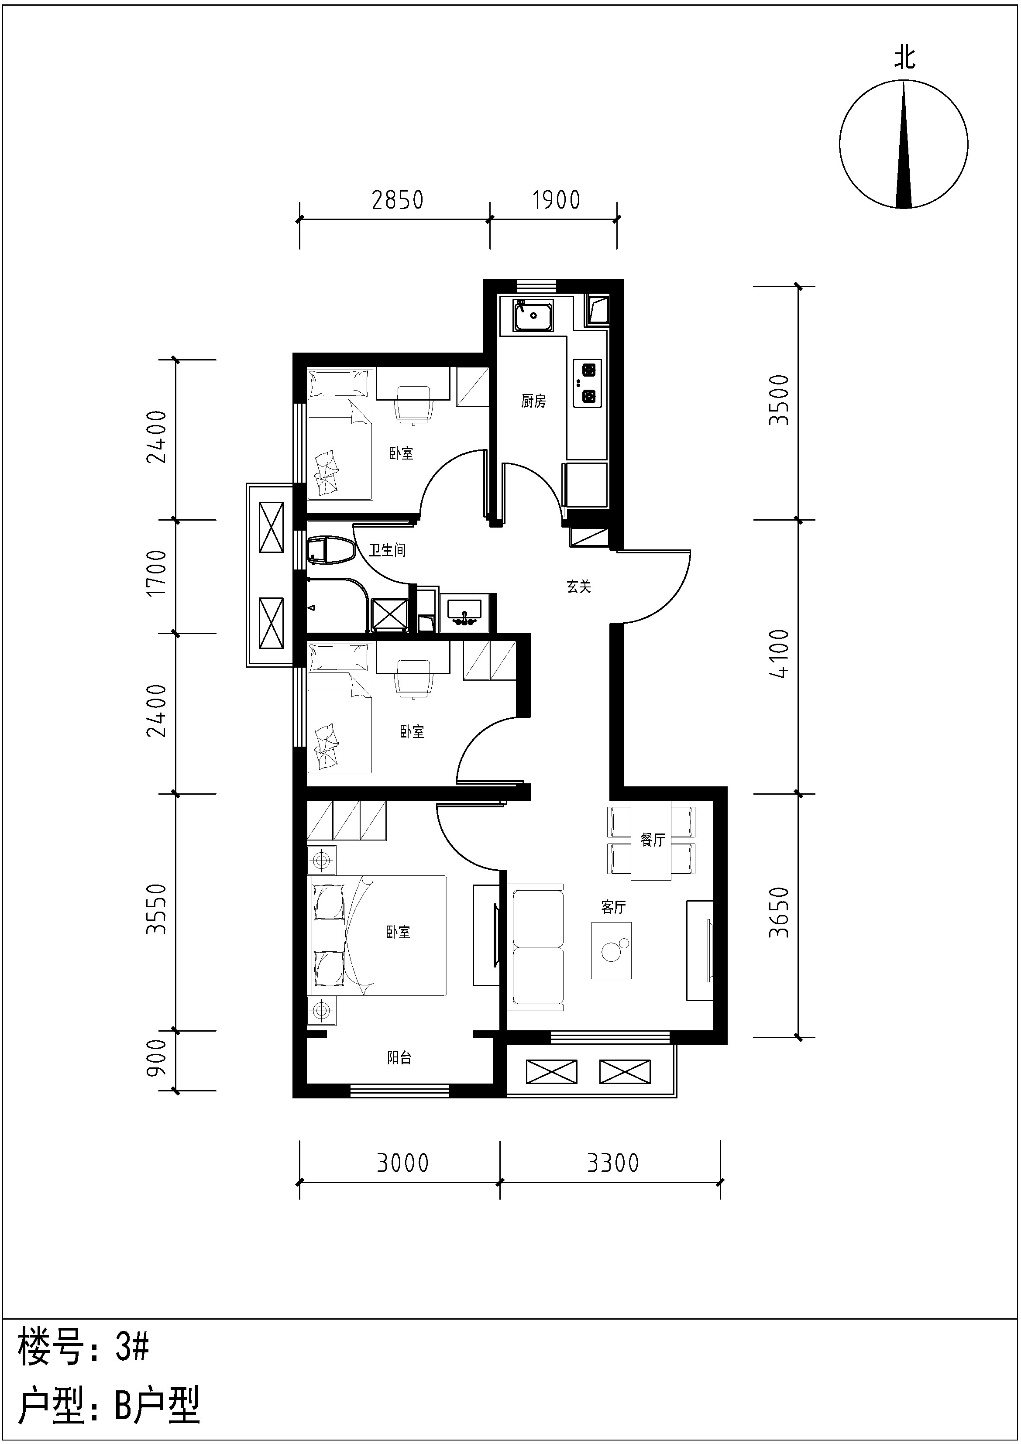 北
2850
1900
3500
2400
厨房
卧室
卫生间
1700
玄关
4100
2400
卧室
餐厅
客厅
3550
卧室
3650
900
阳台
3000
3300
楼号：3#
户型：B户型